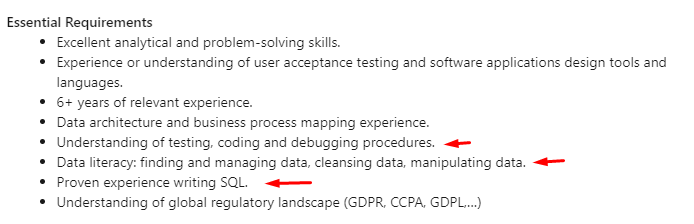 Essential Requirements
• Excellent analytical and problem-solving skills.
• Experience or understanding of user acceptance testing and software applications design tools and
languages.
• 6+ years of relevant experience.
• Data architecture and business process mapping experience.
• Understanding of testing, coding and debugging procedures.
• Data literacy: finding and managing data, cleansing data, manipulating data.
• Proven experience writing SQL.
• Understanding of global regulatory landscape (GDPR, CCPA, GDPL,...)